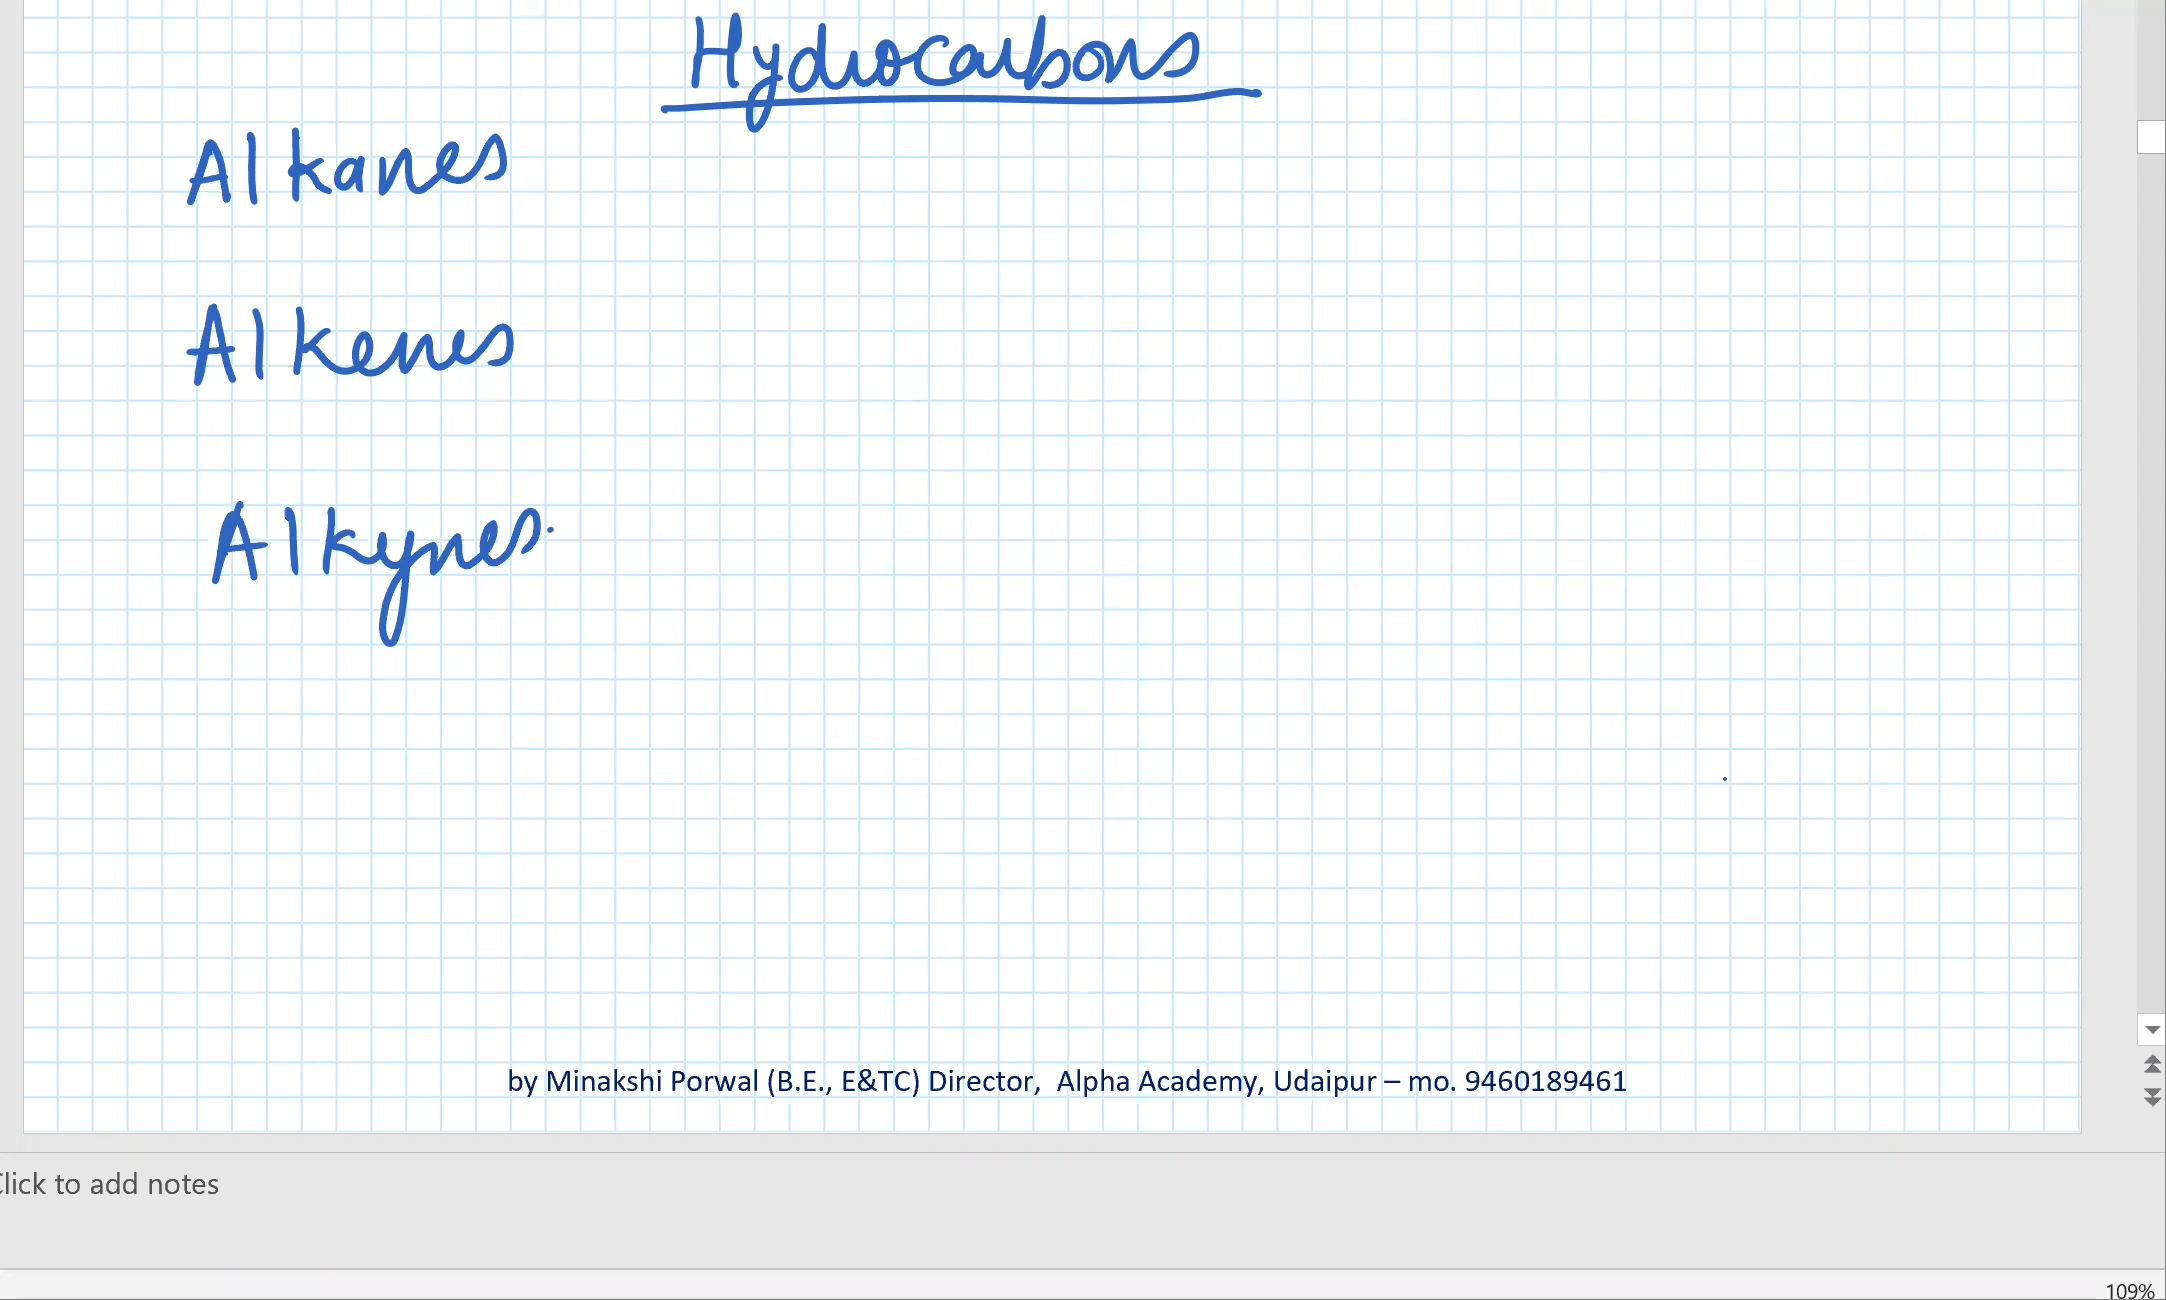 Hydrocarbons
Alkanes
Alkenes
Alkynes.
by Minakshi Porwal (B.E., E&TC) Director, Alpha Academy, Udaipur – mo. 9460189461
Click to add notes
109%